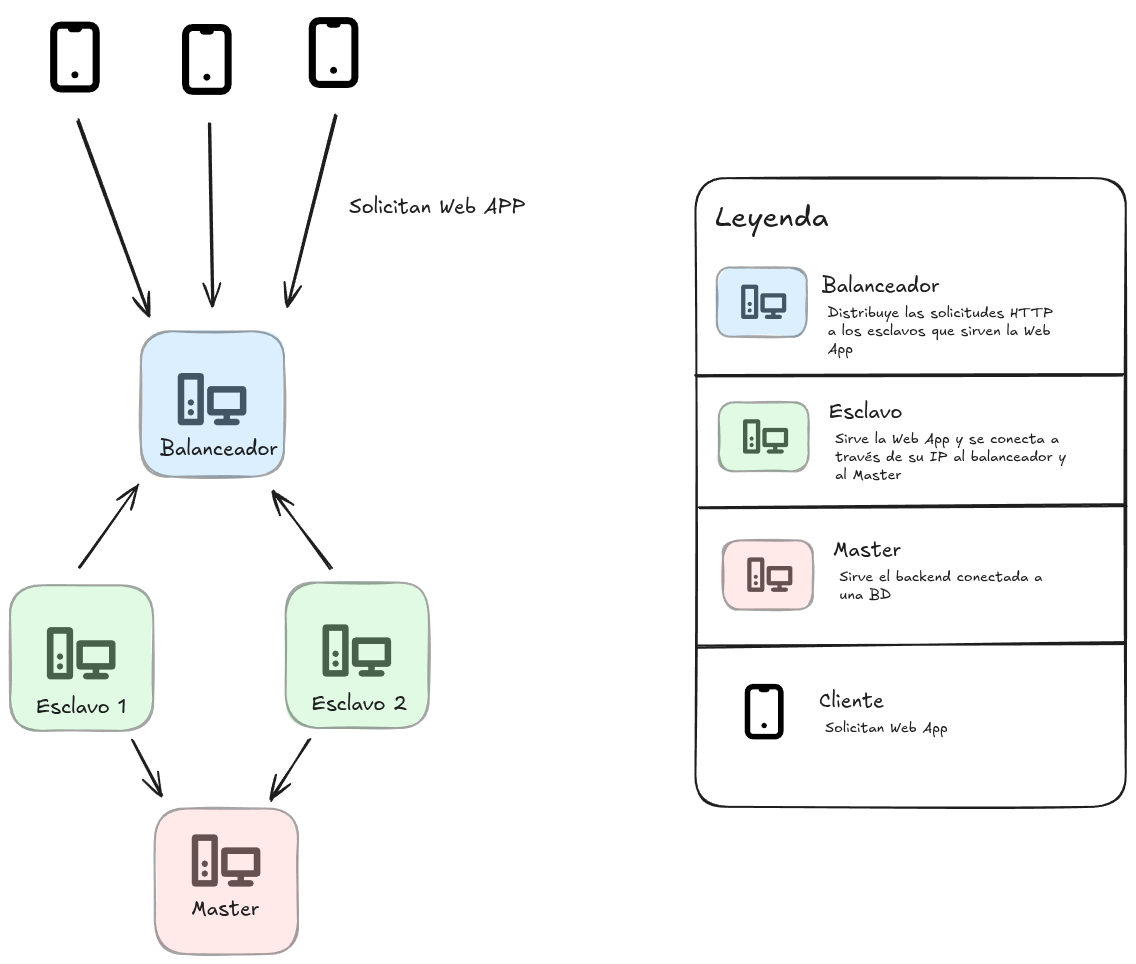 Solicitan Web APP
Balanceador
Esclavo 1
Esclavo 2
Master
Leyenda
Balanceador
Distribuye las solicitudes HTTP
a los esclavos que sirven la Web
App
Esclavo
Sirve la Web App y se conecta a
través de su IP al balanceador y
al Master
Master
Sirve el backend conectada a
una BD
Cliente
Solicitan Web App